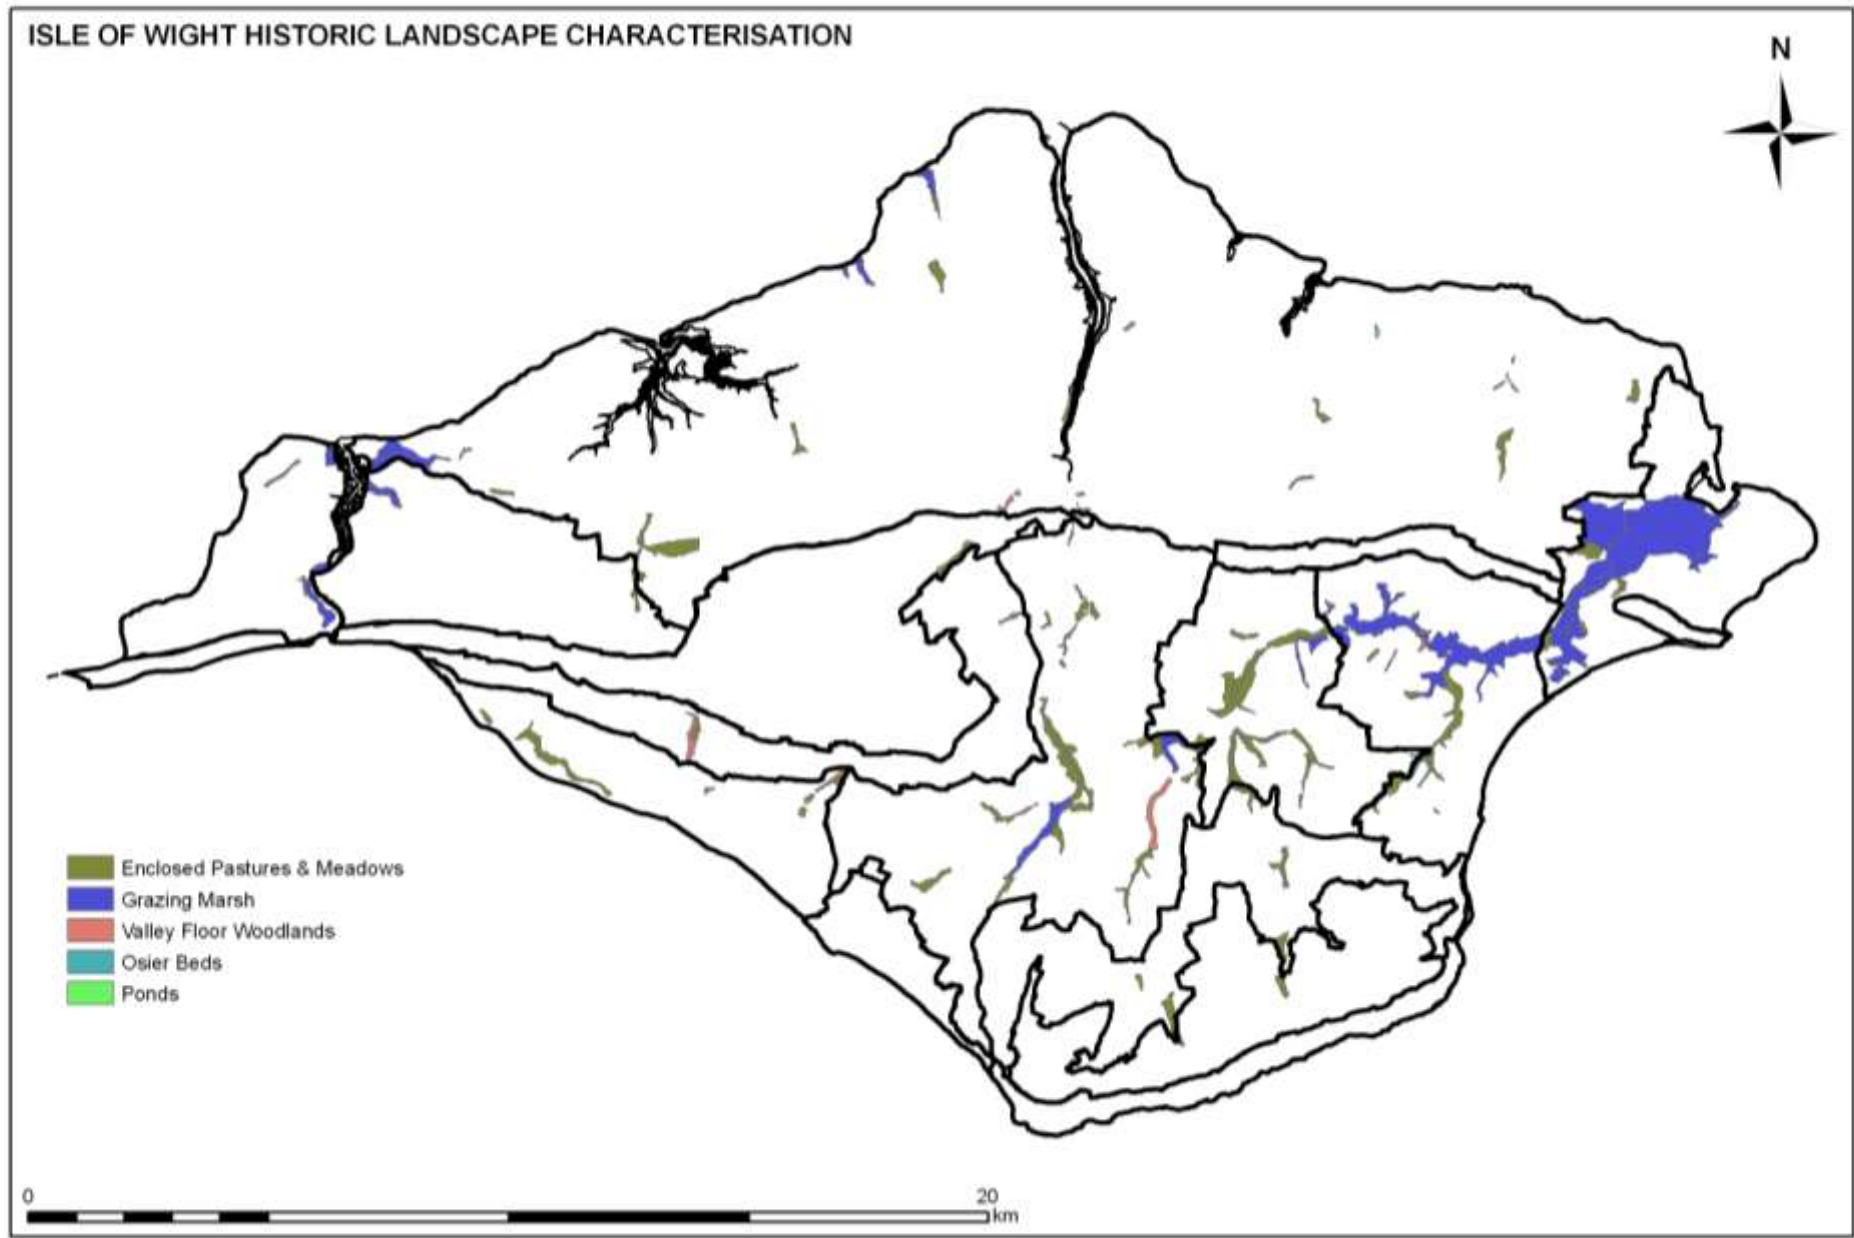 ISLE OF WIGHT HISTORIC LANDSCAPE CHARACTERISATION
N
Enclosed Pastures & Meadows
Grazing Marsh
Valley Floor Woodlands
Osier Beds
Ponds
0 20
km